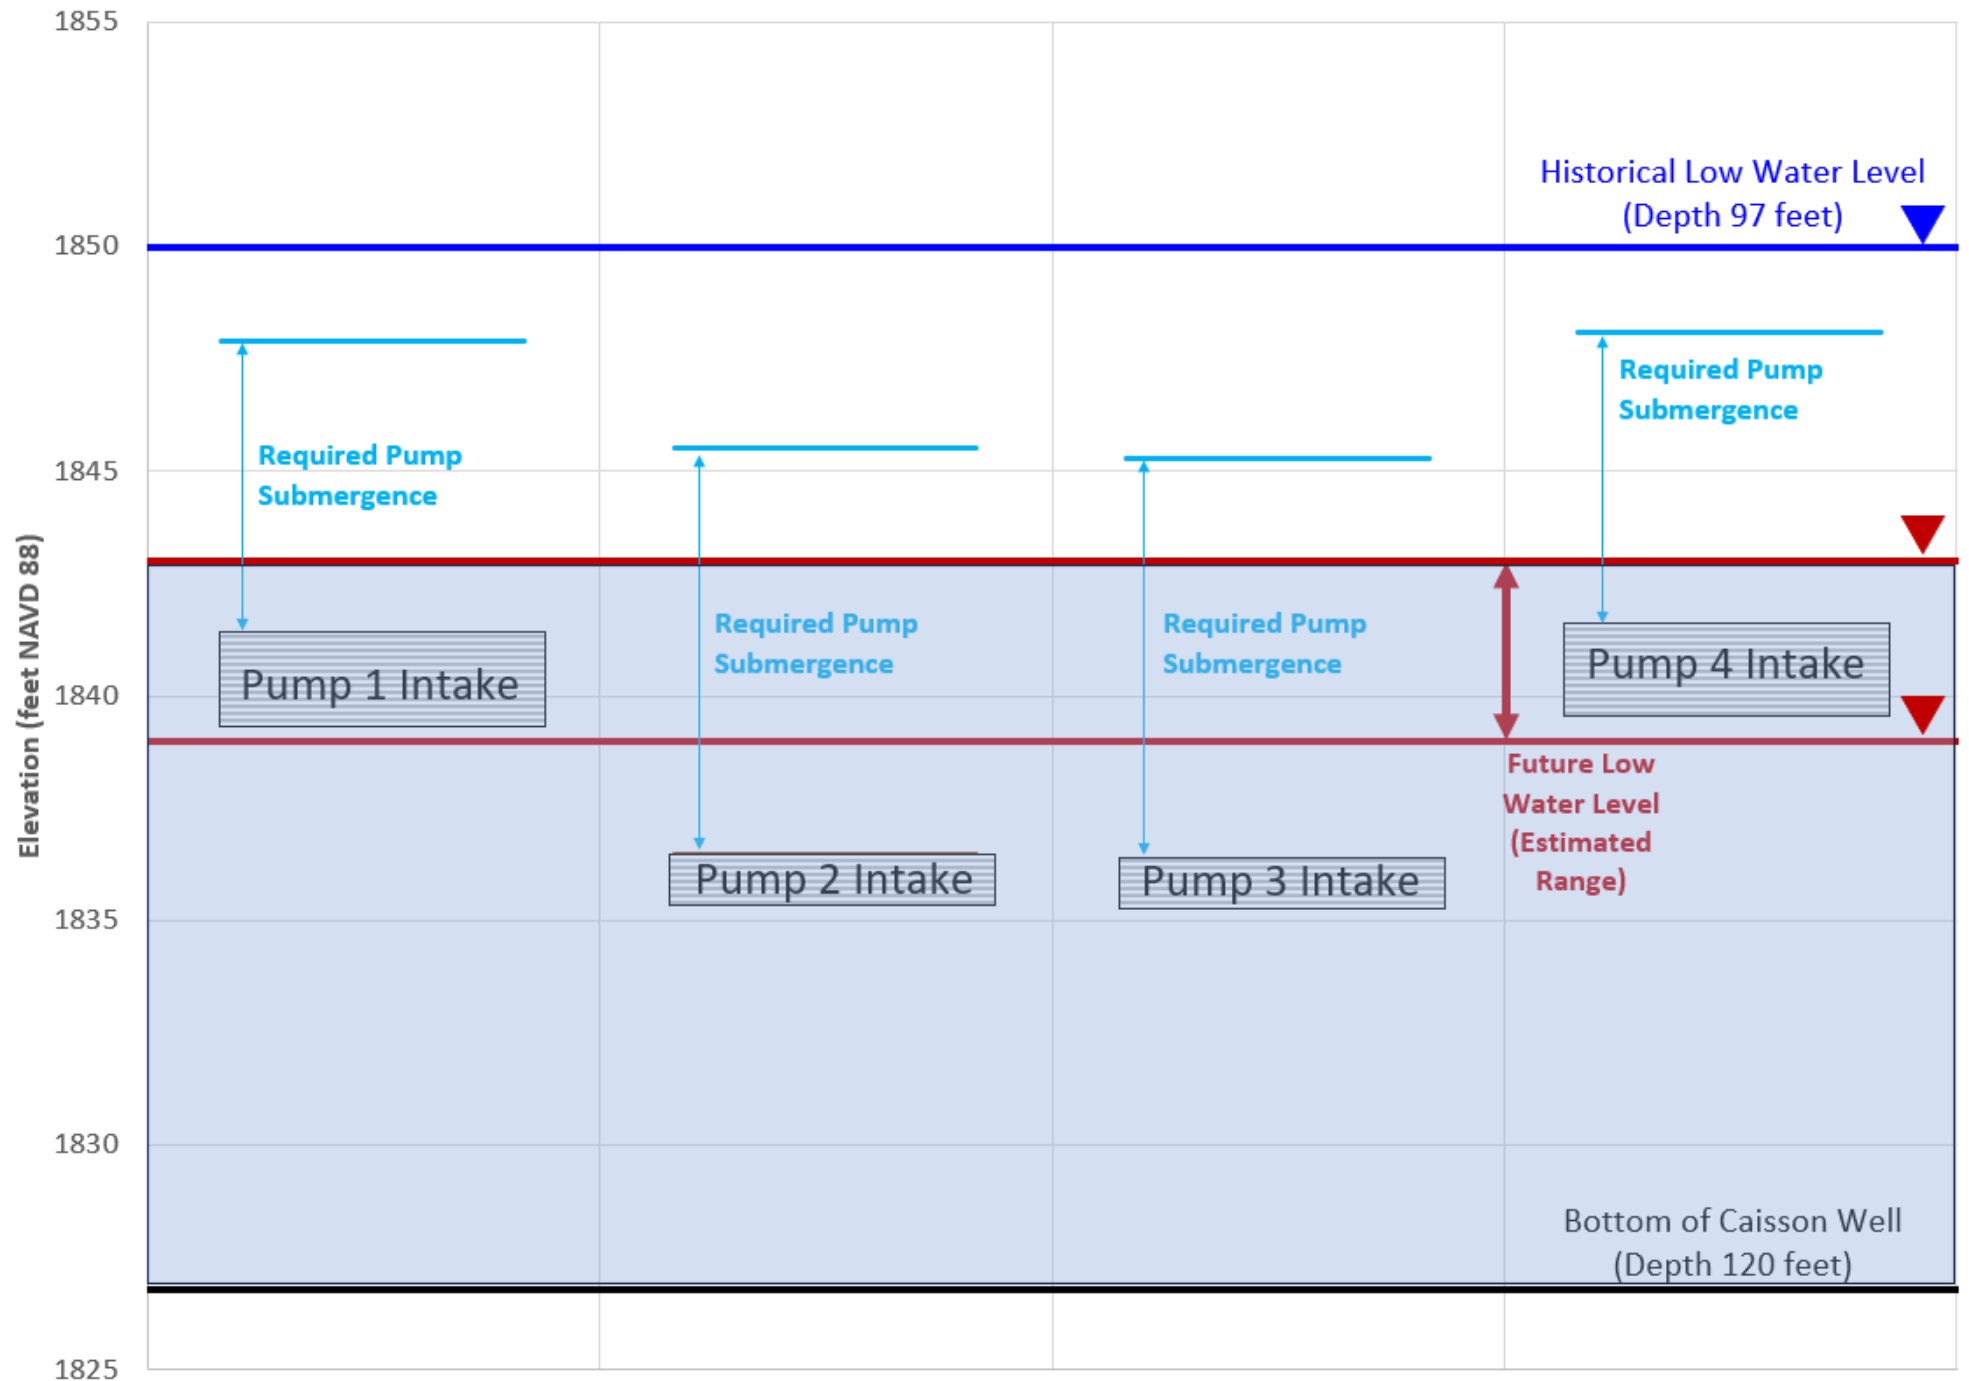 1855
Historical Low Water Level
(Depth 97 feet)
1850
Required Pump
Submergence
1845
Required Pump
Submergence
Elevation (feet NAVD 88)
Required Pump
Submergence
Required Pump
Submergence
Pump 1 Intake
Pump 4 Intake
1840
Future Low
Water Level
(Estimated
Range)
Pump 2 Intake
Pump 3 Intake
1835
1830
Bottom of Caisson Well
(Depth 120 feet)
1825